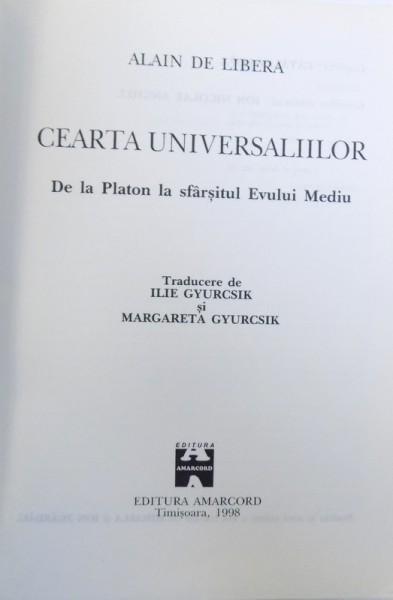 ALAIN DE LIBERA
CEARTA UNIVERSALIILOR
De la Platon la sfârşitul Evului Mediu
Traducere de
ILIE GYURCSIK
şi
MARGARETA GYURCSIK
EDITURA
AMARCORD
EDITURA AMARCORD
Timişoara, 1998